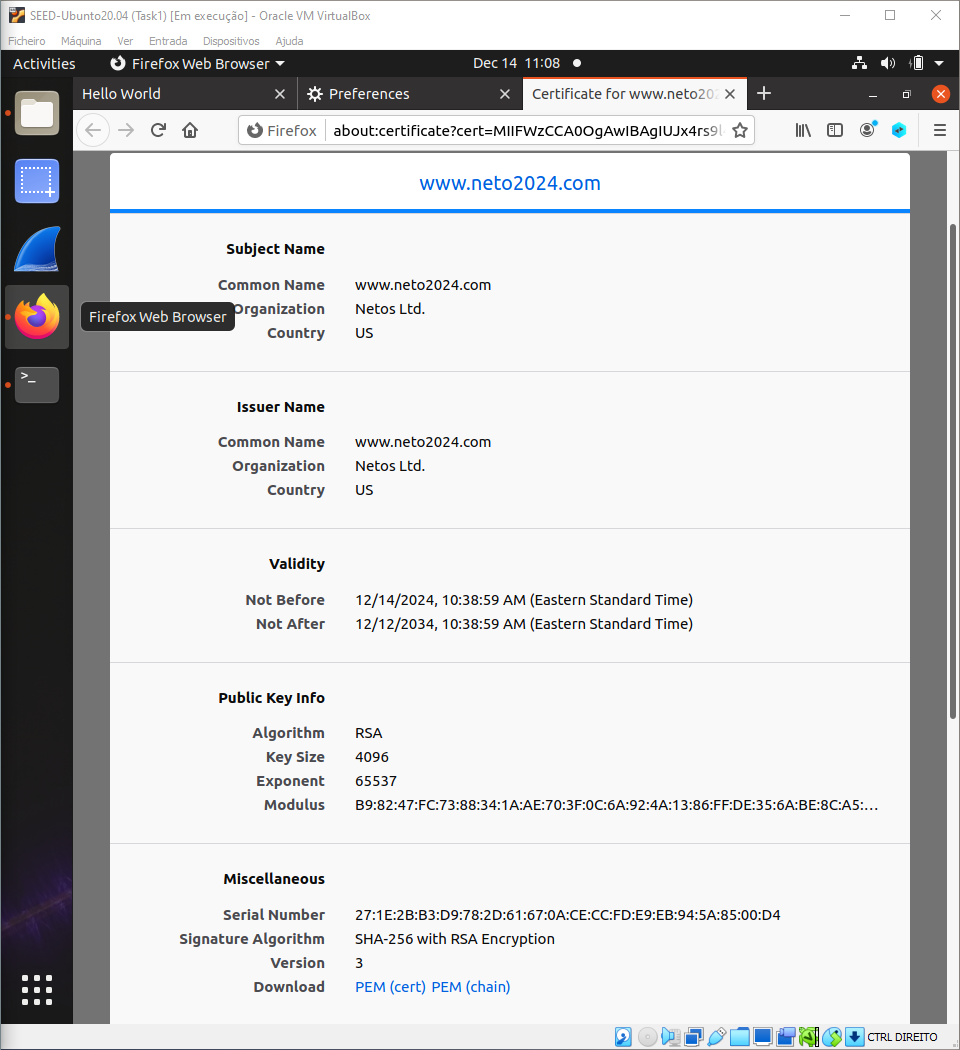 SEED-Ubunto20.04 (Task1) [Em execução] - Oracle VM VirtualBox
Ficheiro Máquina Ver Entrada Dispositivos Ajuda
Activities Firefox Web Browser Dec 14 11:08
Hello World Preferences Certificate for www.neto202
Firefox about:certificate?cert=MIIFWzCCA0OgAwIBAgIUJx4rs9l
www.neto2024.com
Subject Name
Common Name www.neto2024.com
Firefox Web Browser
Organization Netos Ltd.
Country US
Issuer Name
Common Name www.neto2024.com
Organization Netos Ltd.
Country US
Validity
Not Before 12/14/2024, 10:38:59 AM (Eastern Standard Time)
Not After 12/12/2034, 10:38:59 AM (Eastern Standard Time)
Public Key Info
Algorithm RSA
Key Size 4096
Exponent 65537
Modulus B9:82:47:FC:73:88:34:1A:AE:70:3F:0C:6A:92:4A:13:86:FF:DE:35:6A:BE:8C:A5:…
Miscellaneous
Serial Number 27:1E:2B:B3:D9:78:2D:61:67:0A:CE:CC:FD:E9:EB:94:5A:85:00:D4
Signature Algorithm SHA-256 with RSA Encryption
Version 3
Download PEM (cert) PEM (chain)
CTRL DIREITO